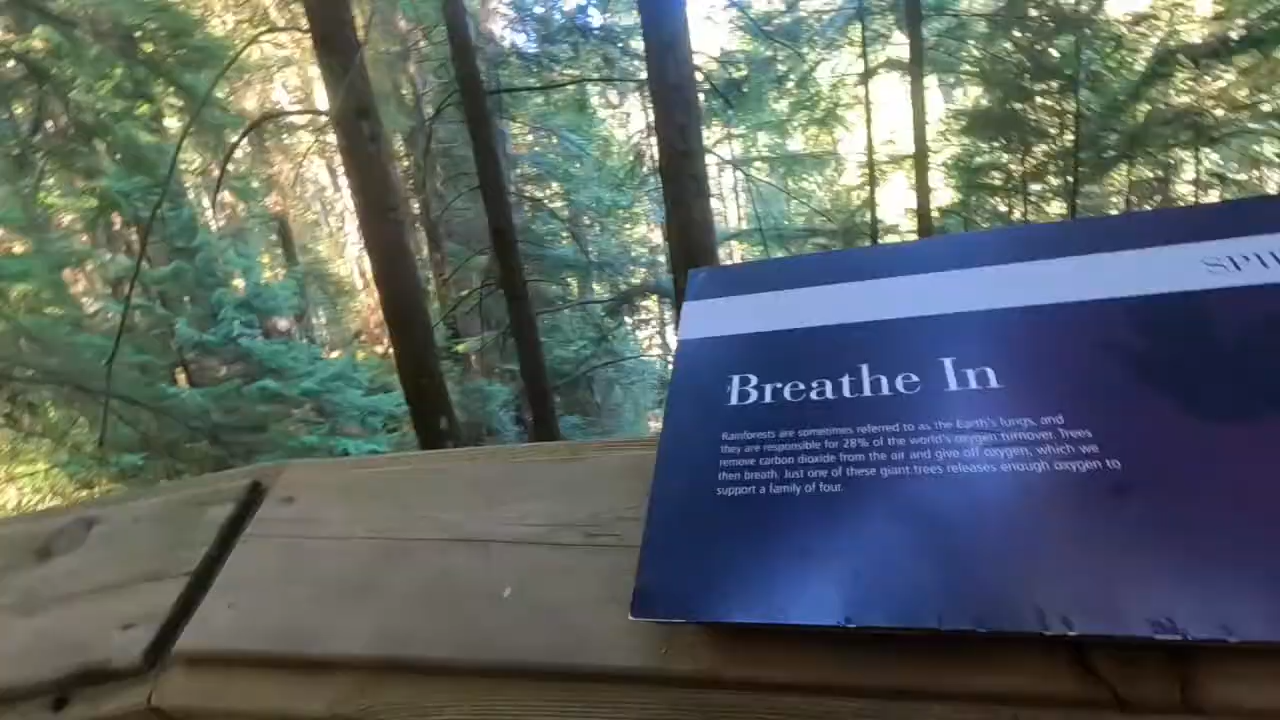 SPI
Breathe In
Rainforests are sometimes referred to as the Earth's lungs, and
they are responsible for 28% of the world's oxygen turnover. Trees
remove carbon dioxide from the air and give off oxygen, which we
then breath. Just one of these giant trees releases enough oxygen to
support a family of four.